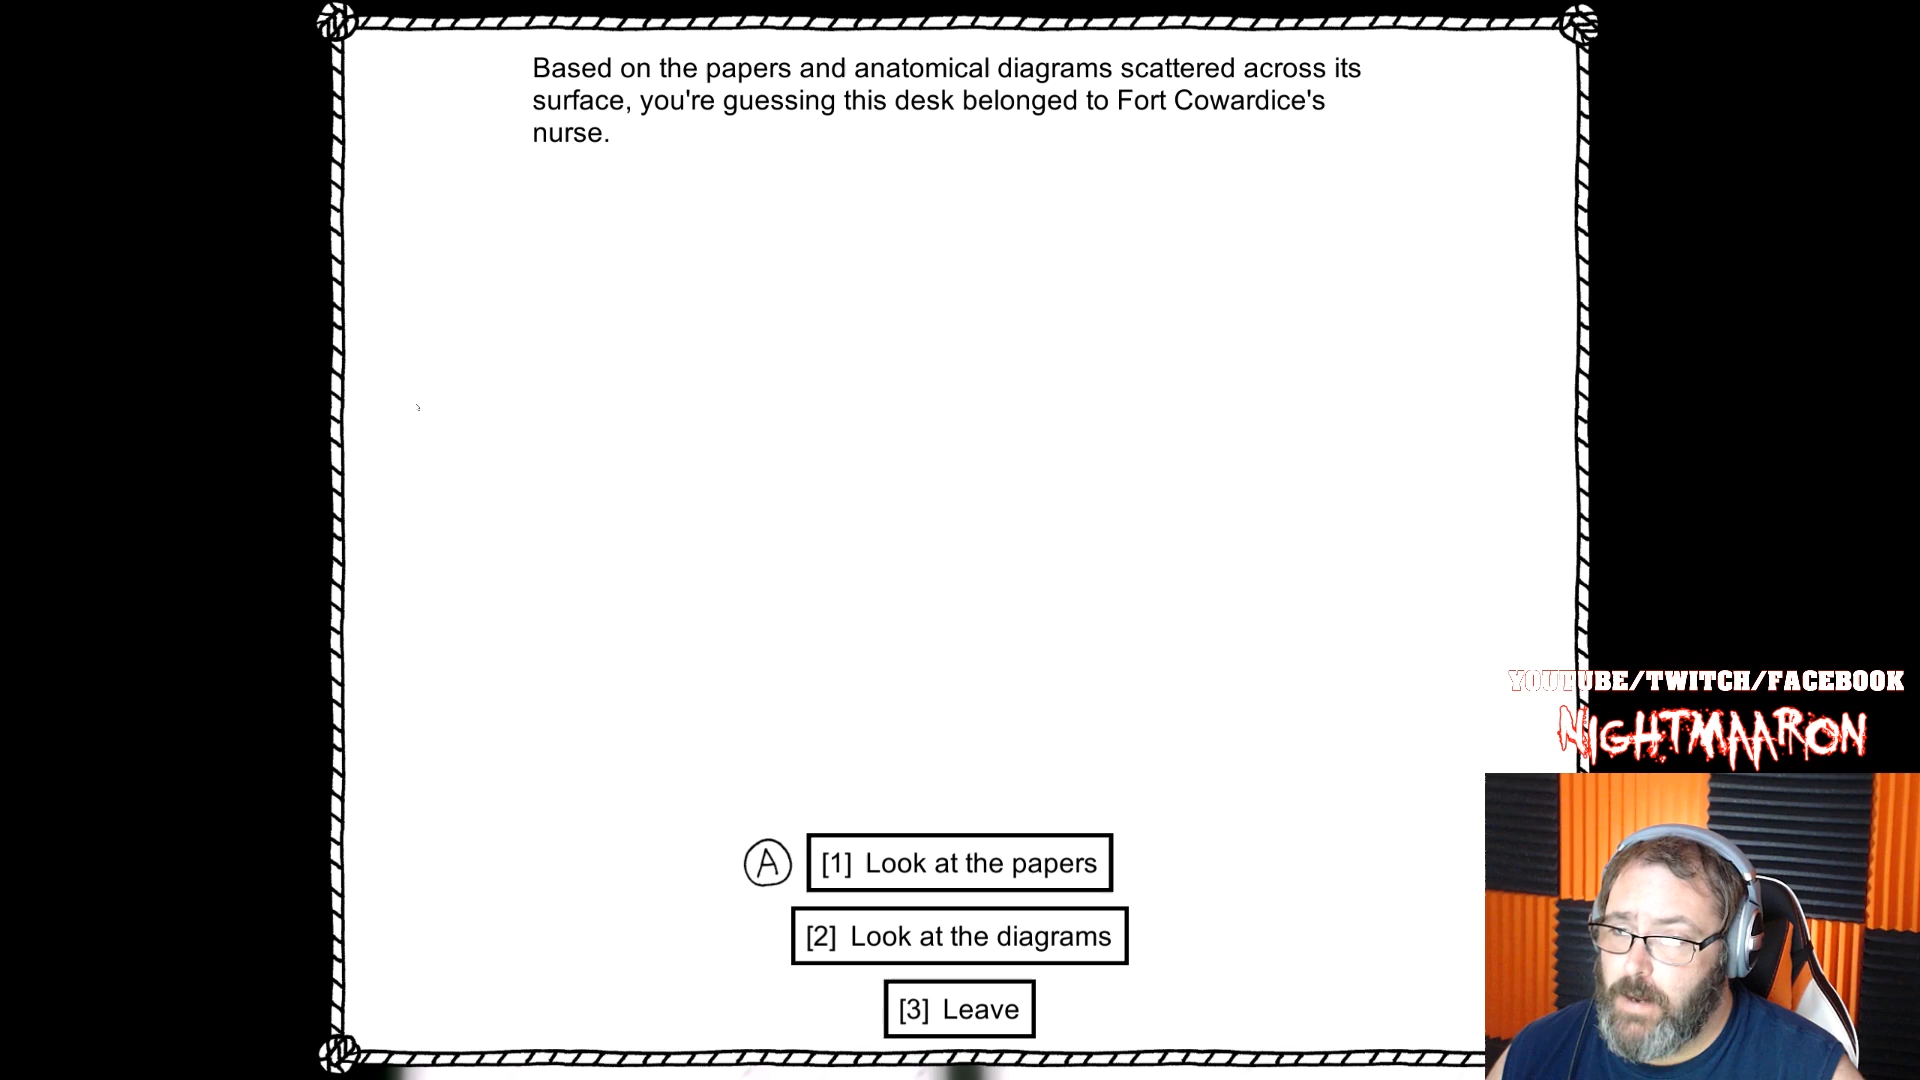 Based on the papers and anatomical diagrams scattered across its
surface, you're guessing this desk belonged to Fort Cowardice's
nurse.
YOUTUBE/TWITCH/FACEBOOK
NIGHTMAARON
A [1] Look at the papers
[2] Look at the diagrams
[3] Leave